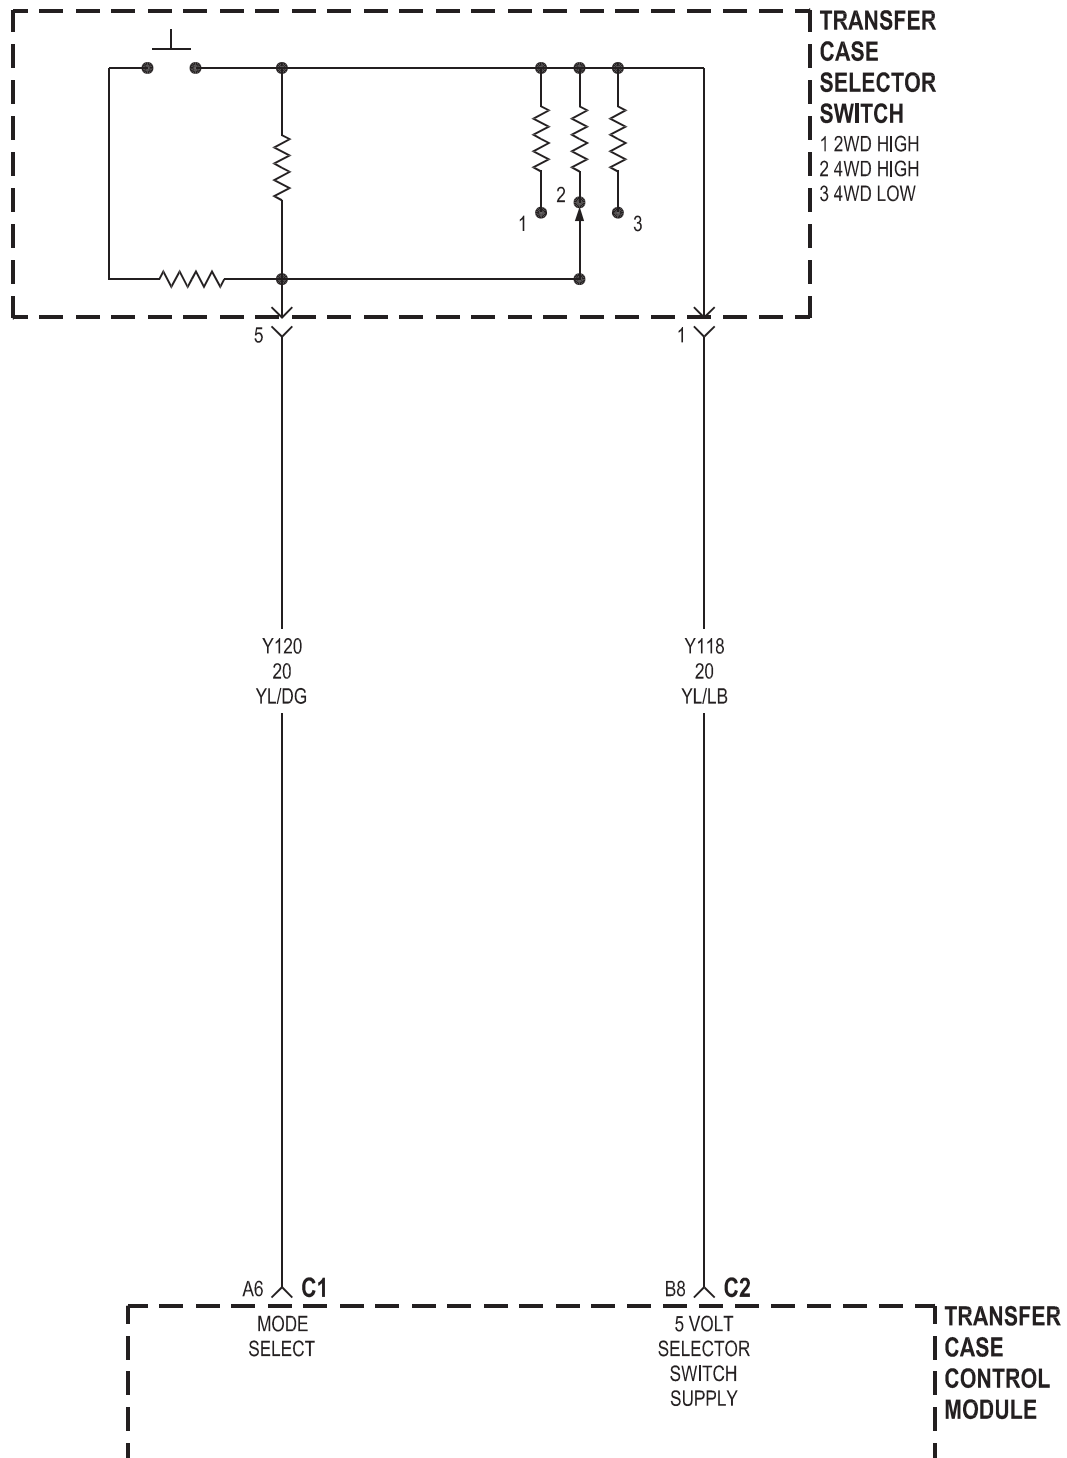 TRANSFER
CASE
SELECTOR
SWITCH
1 2WD HIGH
2 4WD HIGH
3 4WD LOW
2
1
3
5
1
Y120
20
YL/DG
Y118
20
YL/LB
A6 C1
B8 C2
MODE
SELECT
5 VOLT
SELECTOR
SWITCH
SUPPLY
TRANSFER
CASE
CONTROL
MODULE